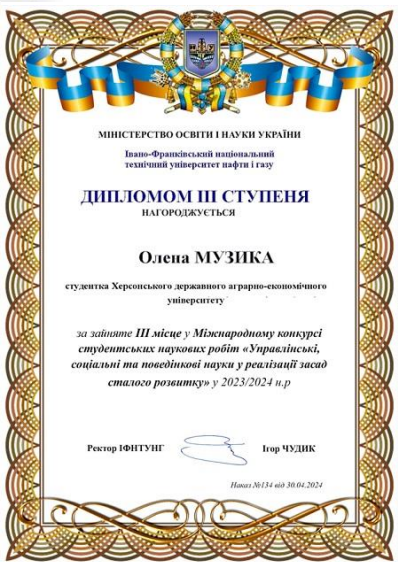 МІНІСТЕРСТВО ОСВІТИ І НАУКИ УКРАЇНИ
Івано-Франківський національний
технічний університет нафти і газу
ДИПЛОМОМ ІІІ СТУПЕНЯ
НАГОРОДЖУЄТЬСЯ
Олена МУЗИКА
студентка Херсонського державного аграрно-економічного
університету
за зайняте ІІІ місце у Міжнародному конкурсі
студентських наукових робіт «Управлінські,
соціальні та поведінкові науки у реалізації засад
сталого розвитку» у 2023/2024 н.р
Ректор ІФНТУНГ Ігор ЧУДИК
Наказ №134 від 30.04.2024